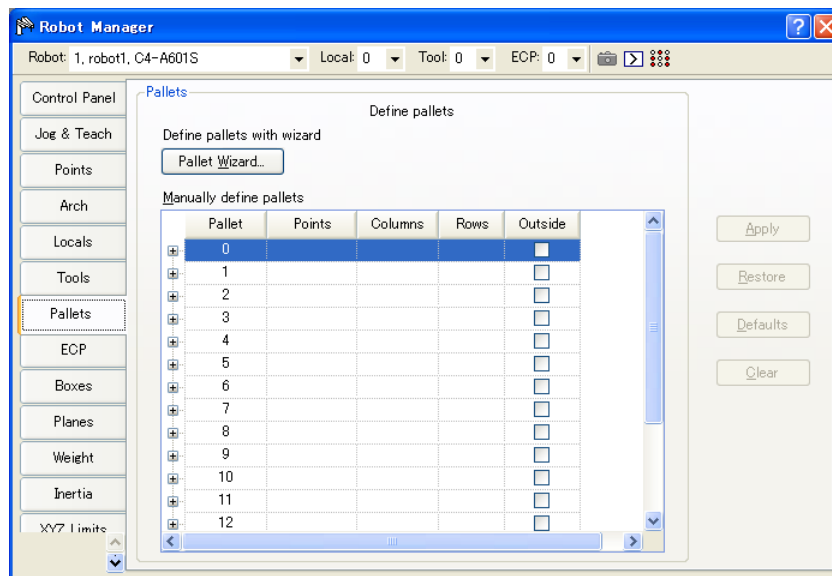 Robot Manager
Robot: 1, robot1, C4-A601S Local: 0 Tool: 0 ECP: 0
Control Panel
Jog & Teach
Points
Arch
Locals
Tools
Pallets
ECP
Boxes
Planes
Weight
Inertia
XYZ Limits
Pallets
Define pallets
Define pallets with wizard
Pallet Wizard...
Manually define pallets
Pallet Points Columns Rows Outside
0
1
2
3
4
5
6
7
8
9
10
11
12
Apply
Restore
Defaults
Clear